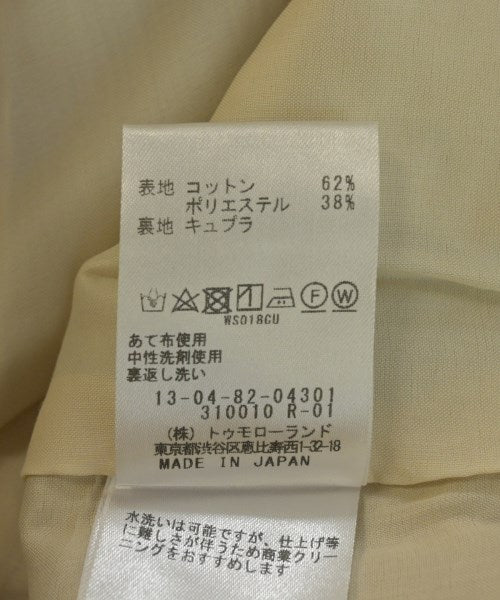 表地 コットン 62%
ポリエステル 38%
裏地 キュプラ
F W
WS018CU
あて布使用
中性洗剤使用
裏返し洗い
13-04-82-04301
310010 R-01
(株) トゥモローランド
東京都渋谷区恵比寿西1-32-18
MADE IN JAPAN
水洗いは可能ですが、仕上げ等
に難しさが伴うため商業クリー
ニングをおすすめします。